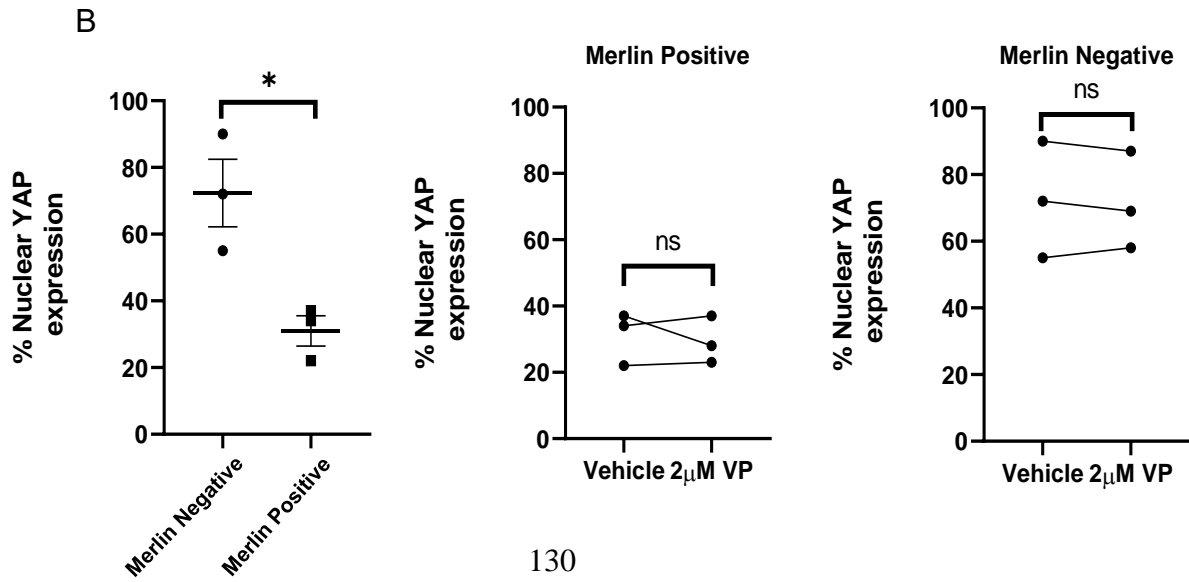 B
*
100
80
60
40
20
0
% Nuclear YAP
expression
Merlin Negative
Merlin Positive
Merlin Positive
ns
100
80
60
40
20
0
% Nuclear YAP
expression
Vehicle 2μM VP
Merlin Negative
ns
100
80
60
40
20
0
% Nuclear YAP
expression
Vehicle 2μM VP
130